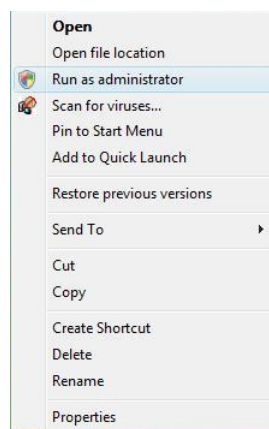 Open
Open file location
Run as administrator
Scan for viruses...
Pin to Start Menu
Add to Quick Launch
Restore previous versions
Send To
Cut
Copy
Create Shortcut
Delete
Rename
Properties